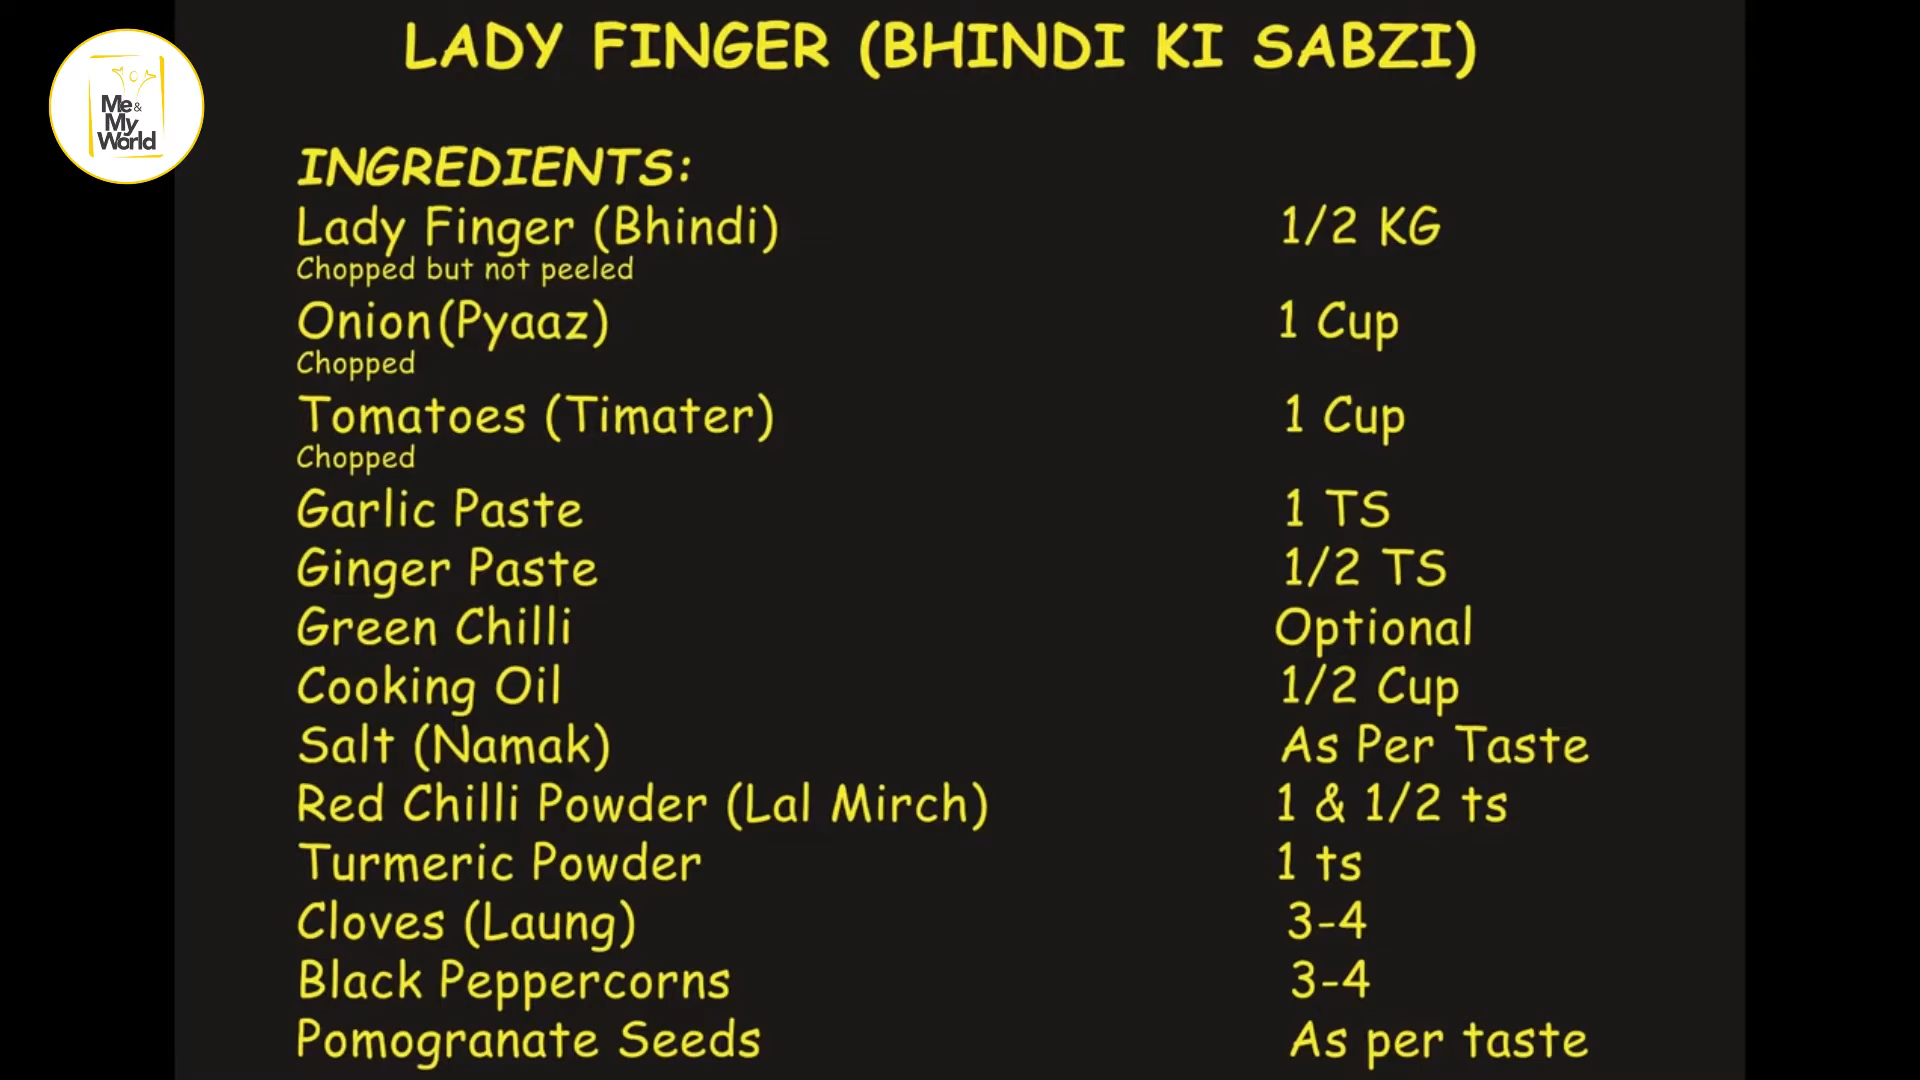 LADY FINGER (BHINDI KI SABZI)
Me &
My
World
INGREDIENTS:
Lady Finger (Bhindi) 1/2 KG
Chopped but not peeled
Onion(Pyaaz) 1 Cup
Chopped
Tomatoes (Timater) 1 Cup
Chopped
Garlic Paste 1 TS
Ginger Paste 1/2 TS
Green Chilli Optional
Cooking Oil 1/2 Cup
Salt (Namak) As Per Taste
Red Chilli Powder (Lal Mirch) 1 & 1/2 ts
Turmeric Powder 1 ts
Cloves (Laung) 3-4
Black Peppercorns 3-4
Pomogranate Seeds As per taste